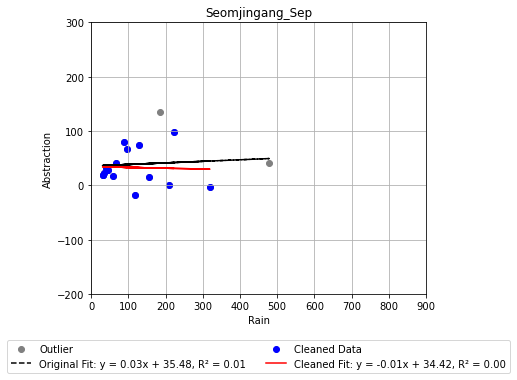 Seomjingang_Sep
300
200
100
0
−100
−200
Abstraction
0 100 200 300 400 500 600 700 800 900
Rain
Outlier
Original Fit: y = 0.03x + 35.48, R² = 0.01
Cleaned Data
Cleaned Fit: y = -0.01x + 34.42, R² = 0.00